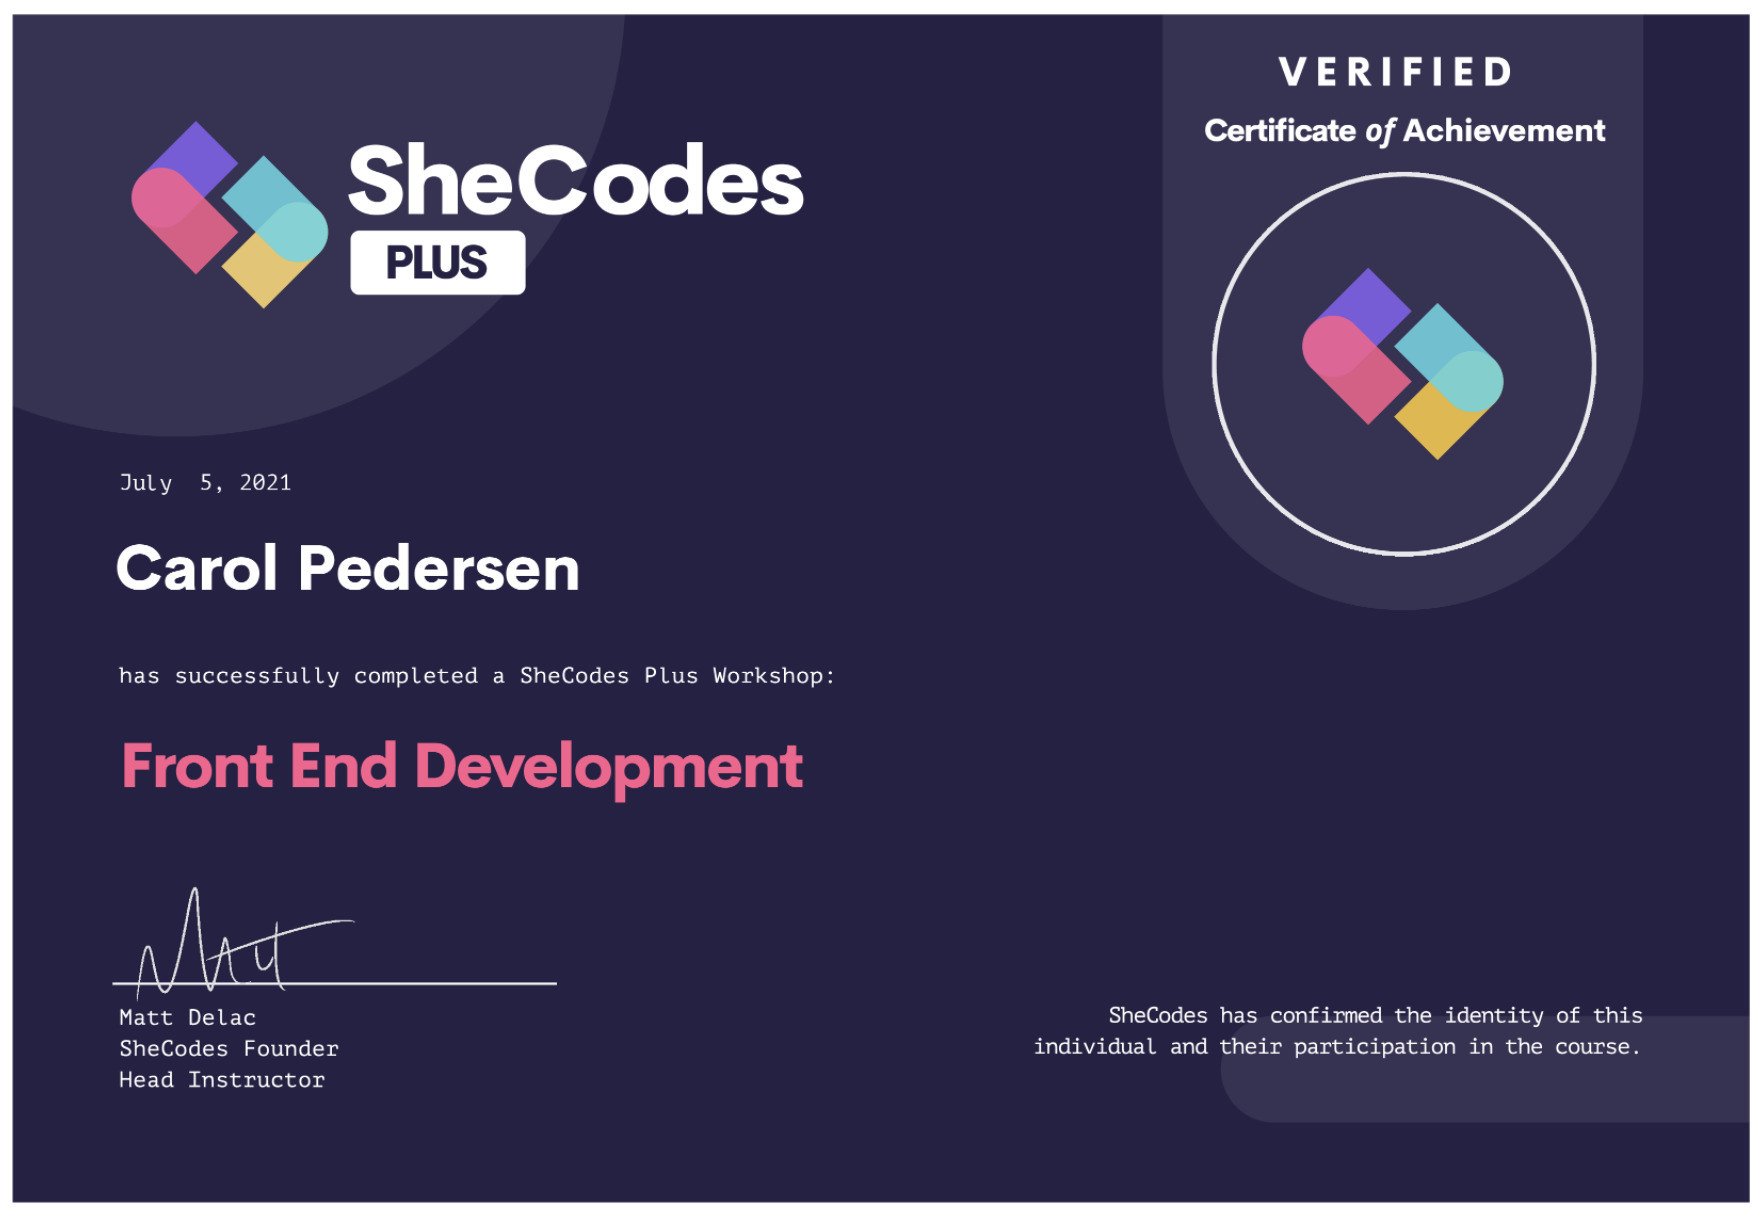 VERIFIED
Certificate of Achievement
SheCodes
PLUS
July  5, 2021
Carol Pedersen
has successfully completed a SheCodes Plus Workshop:
Front End Development
Matt
Matt Delac
SheCodes Founder
Head Instructor
SheCodes has confirmed the identity of this
individual and their participation in the course.